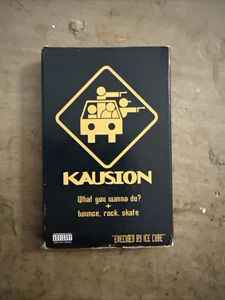 KAUSION
What you wanna do?
+
bounce, rock, skate
"EXECUTED BY ICE CUBE"